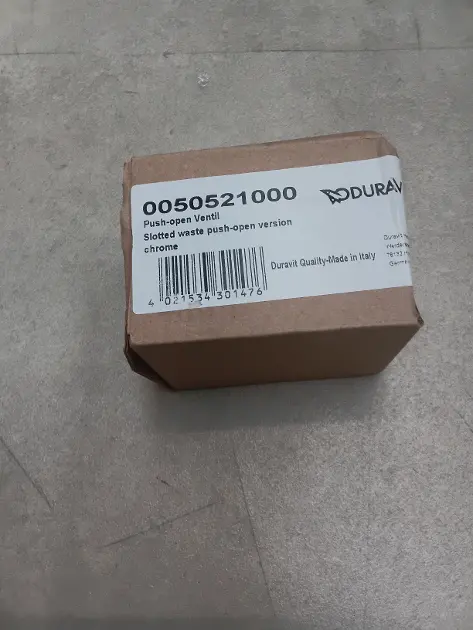 0050521000
Push-open Ventil
Slotted waste push-open version
chrome
DURAV
Duravit Quality-Made in Italy
Duravit
4 021534 301476